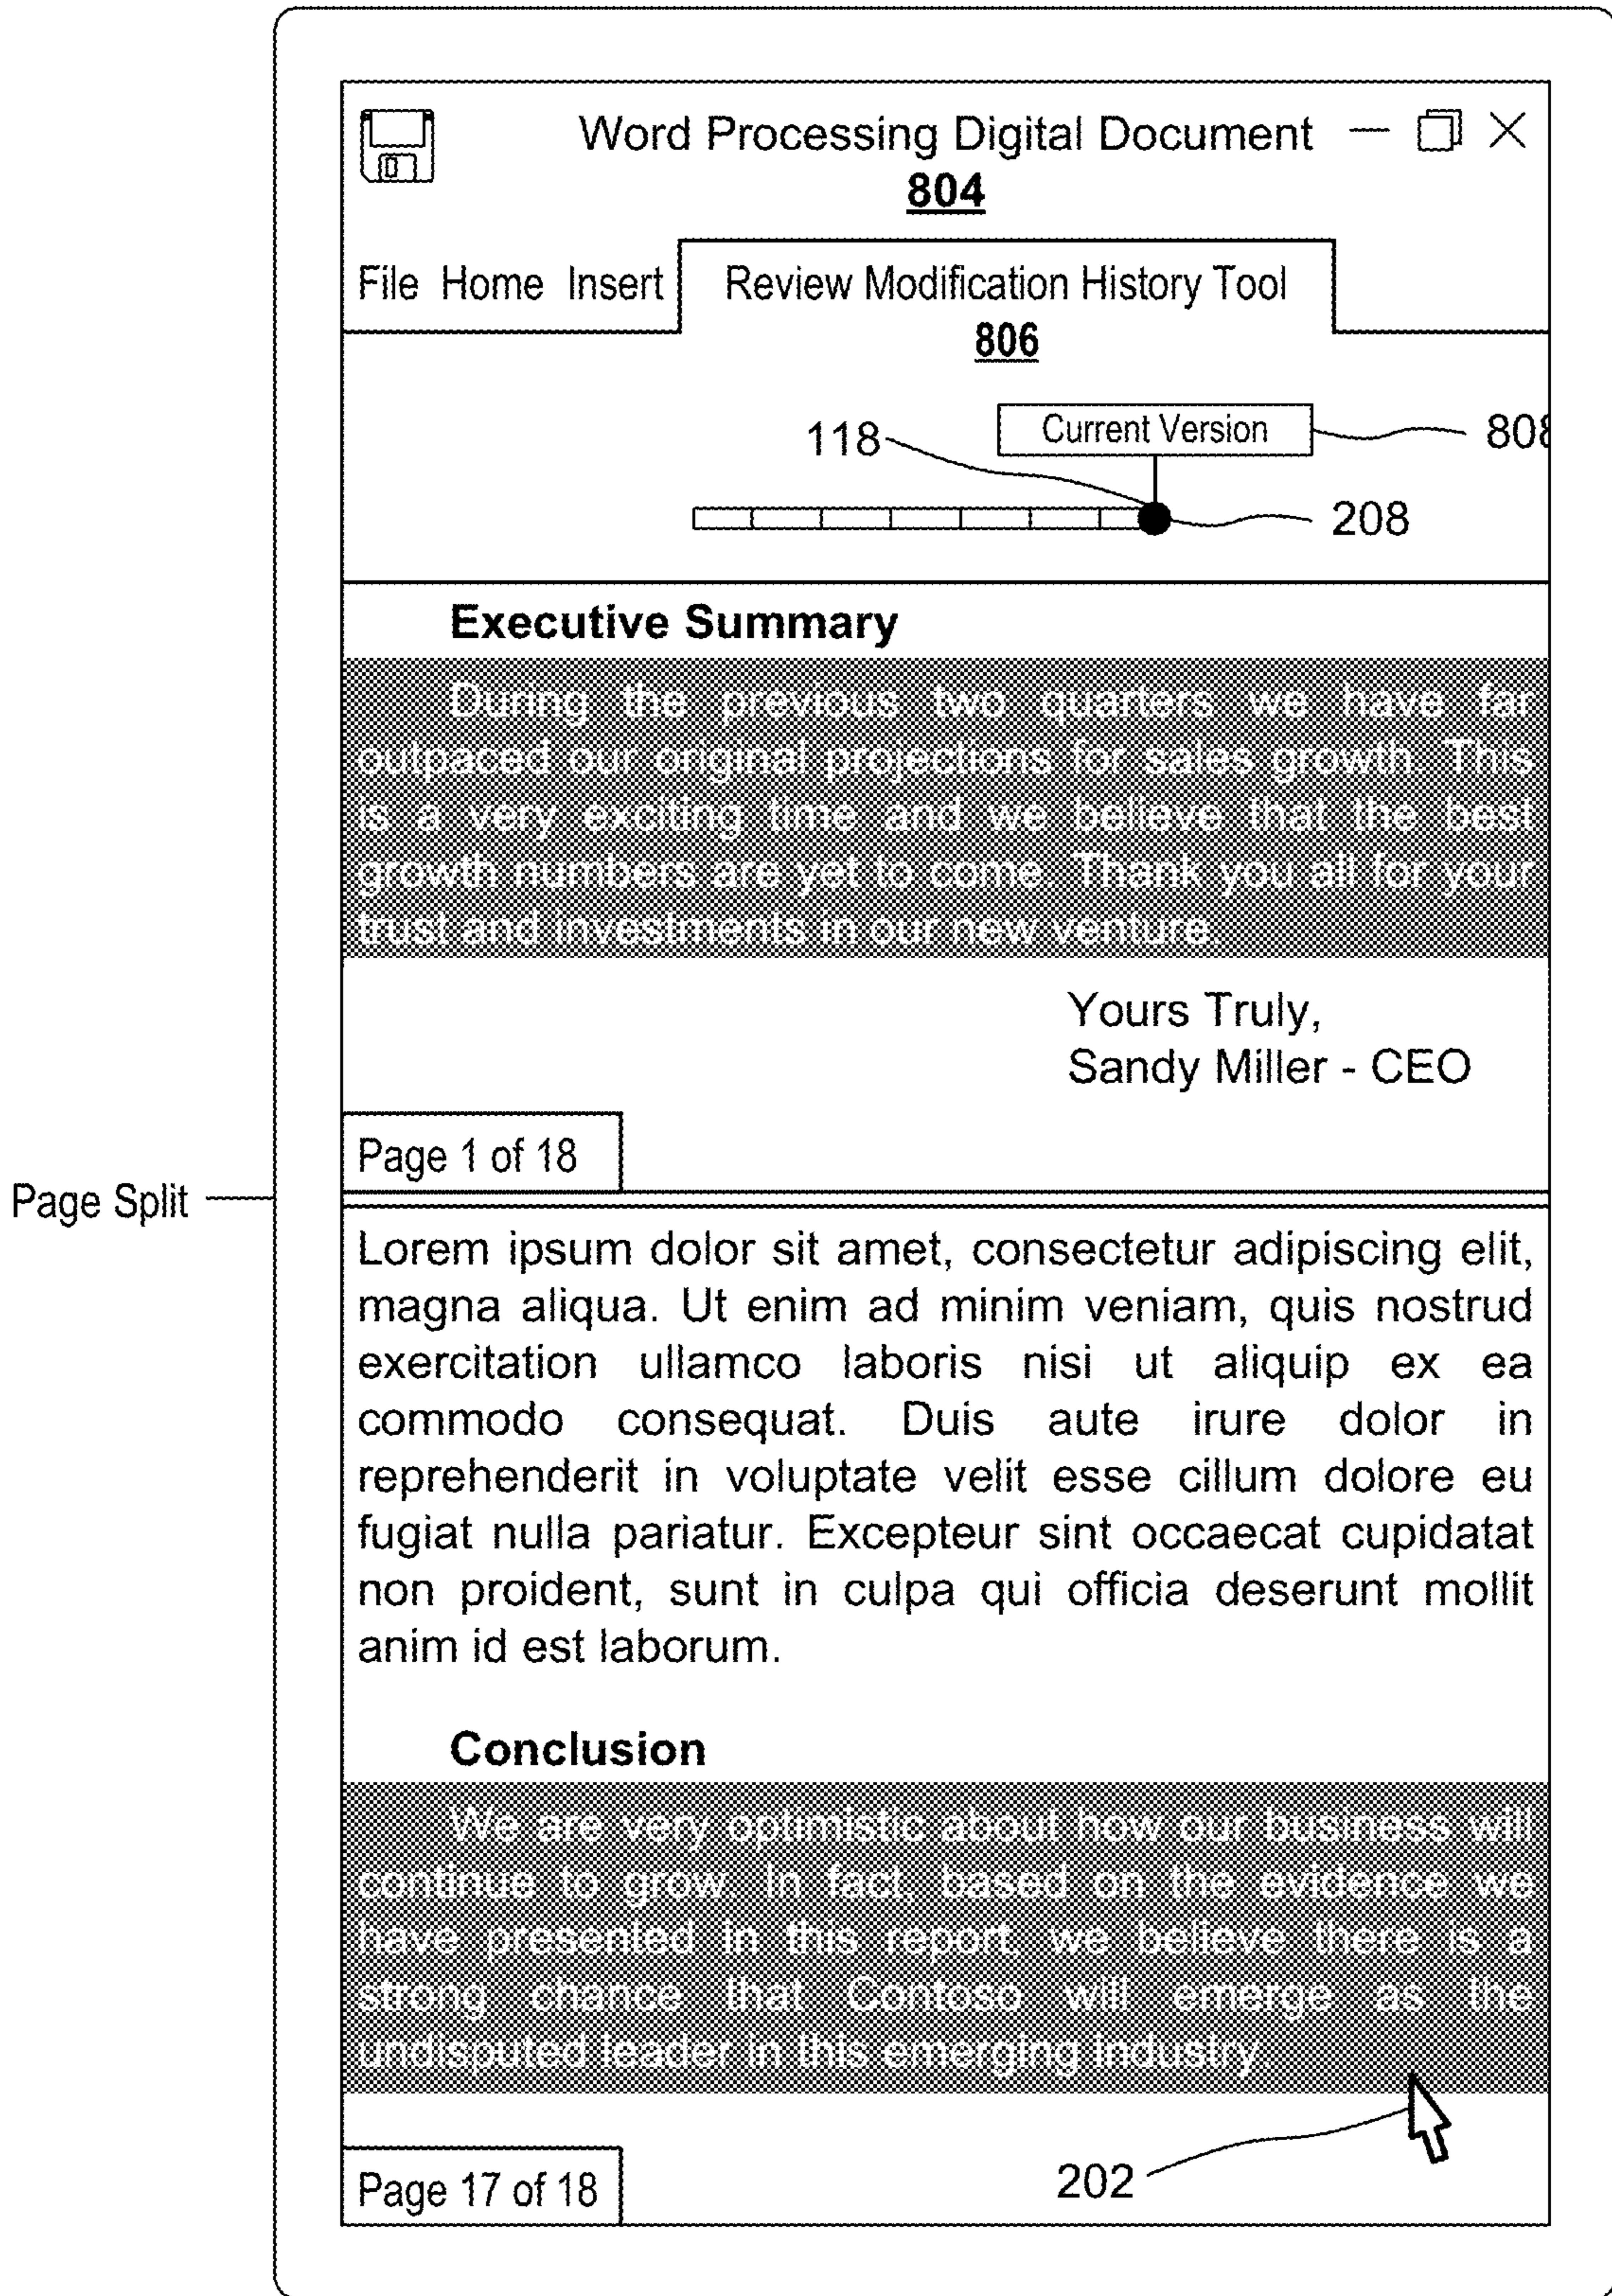 Word Processing Digital Document
804
File Home Insert Review Modification History Tool
806
Current Version
118
808
208
Executive Summary
During the previous two quarters we have far
outpaced our original projections for sales growth. This
is a very exciting time and we believe that the best
growth numbers are yet to come. Thank you all for your
trust and investments in our new venture.
Yours Truly,
Sandy Miller - CEO
Page 1 of 18
Page Split
Lorem ipsum dolor sit amet, consectetur adipiscing elit,
magna aliqua. Ut enim ad minim veniam, quis nostrud
exercitation ullamco laboris nisi ut aliquip ex ea
commodo consequat. Duis aute irure dolor in
reprehenderit in voluptate velit esse cillum dolore eu
fugiat nulla pariatur. Excepteur sint occaecat cupidatat
non proident, sunt in culpa qui officia deserunt mollit
anim id est laborum.
Conclusion
We are very optimistic about how our business will
continue to grow. In fact, based on the evidence we
have presented in this report, we believe there is a
strong chance that Contoso will emerge as the
undisputed leader in this emerging industry.
202
Page 17 of 18